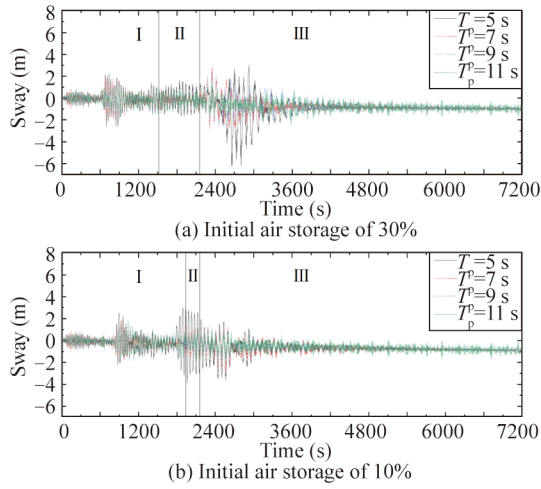 8
6
4
2
0
−2
−4
−6
Sway (m)
I
II
III
T=5 s
Tp=7 s
Tp=9 s
Tp=11 s
p
0 1200 2400 3600 4800 6000 7200
Time (s)
(a) Initial air storage of 30%
8
6
4
2
0
−2
−4
−6
Sway (m)
I
II
III
T=5 s
Tp=7 s
Tp=9 s
Tp=11 s
p
0 1200 2400 3600 4800 6000 7200
Time (s)
(b) Initial air storage of 10%